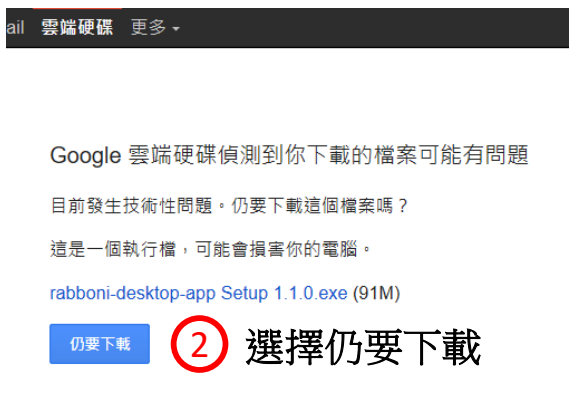 ail 雲端硬碟 更多
Google 雲端硬碟偵測到你下載的檔案可能有問題
目前發生技術性問題。仍要下載這個檔案嗎？
這是一個執行檔，可能會損害你的電腦。
rabboni-desktop-app Setup 1.1.0.exe (91M)
仍要下載 2 選擇仍要下載